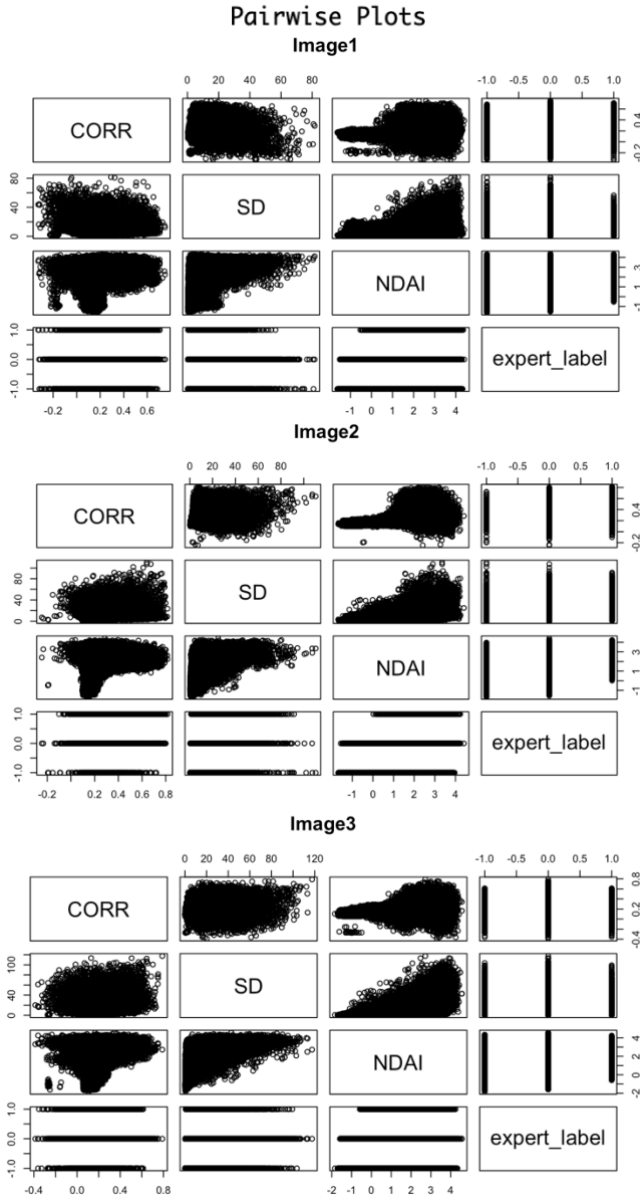 Pairwise Plots
Image1
0 20 40 60 80
-1.0 -0.5 0.0 0.5 1.0
CORR
-0.2 0.4
0 40 80
SD
NDAI
-1 1 3
-1.0 0.0 1.0
expert_label
-0.2 0.2 0.4 0.6
-1 0 1 2 3 4
Image2
0 20 40 60 80
-1.0 -0.5 0.0 0.5 1.0
CORR
-0.2 0.4
0 40 80
SD
NDAI
-1 1 3
-1.0 0.0 1.0
expert_label
-0.2 0.2 0.4 0.6 0.8
-1 0 1 2 3 4
Image3
0 20 40 60 80 120
-1.0 -0.5 0.0 0.5 1.0
CORR
-0.4 0.2 0.8
0 40 100
SD
NDAI
-2 0 2 4
-1.0 0.0 1.0
expert_label
-0.4 0.0 0.4 0.8
-2 -1 0 1 2 3 4